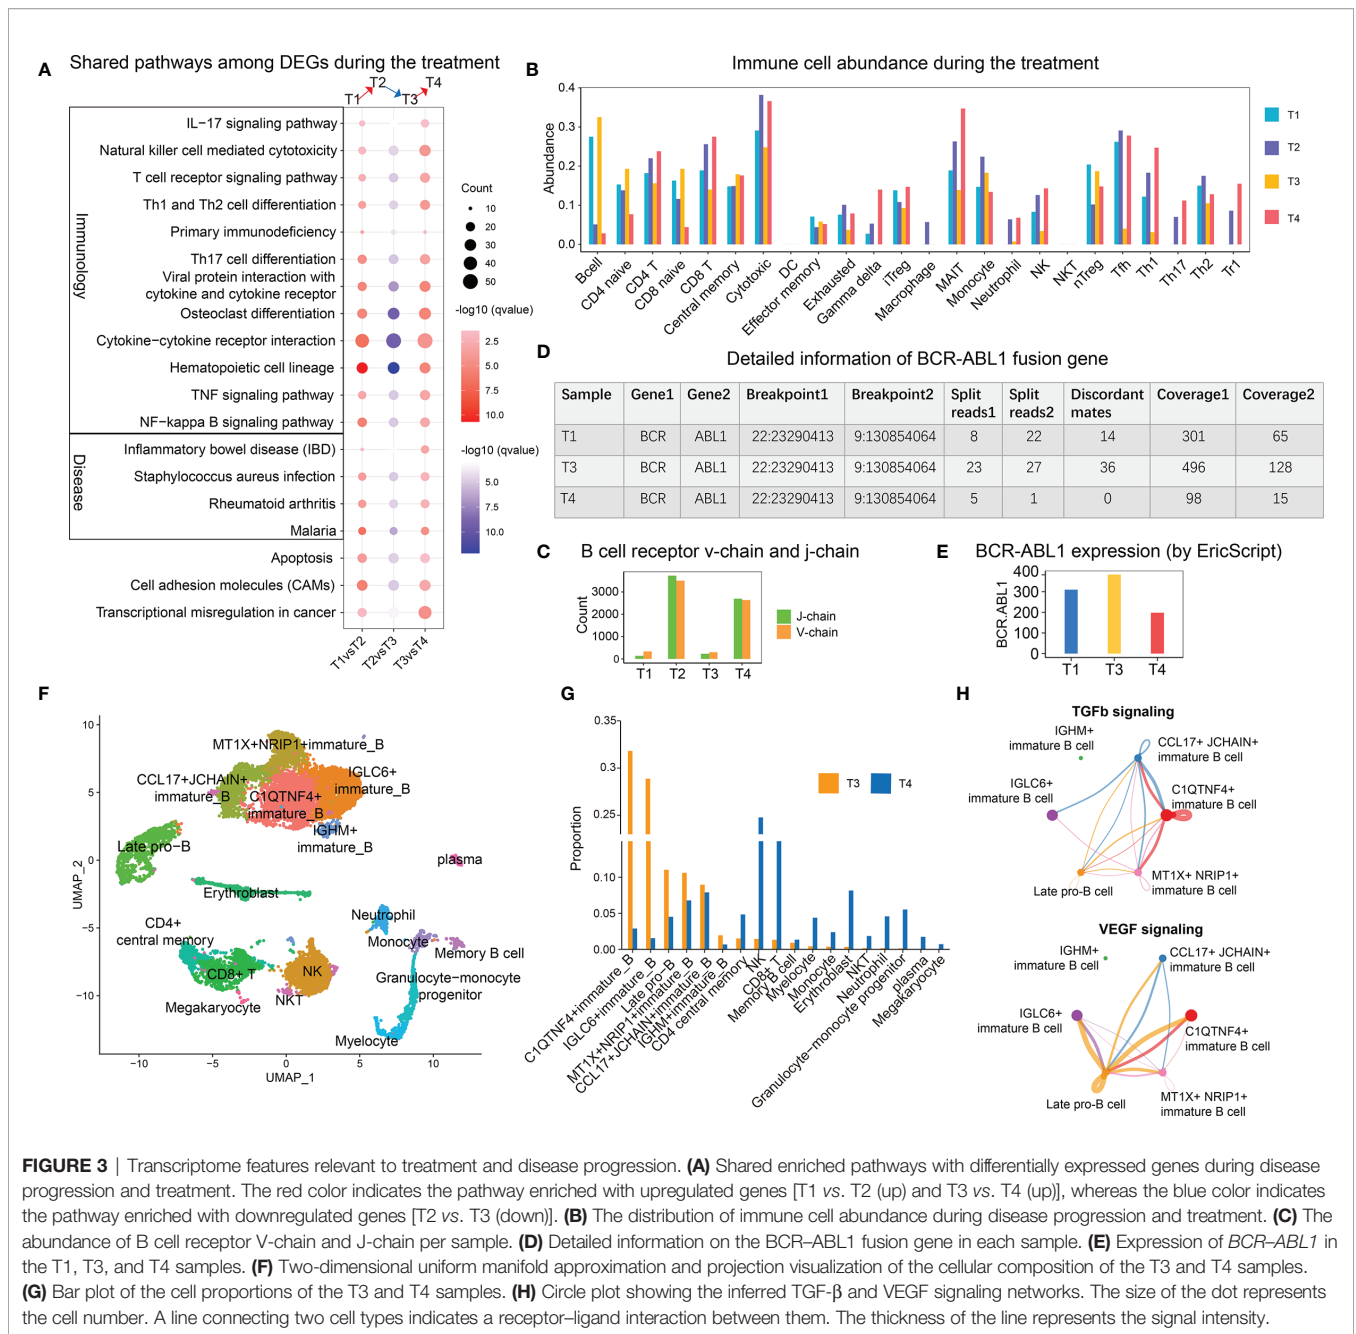 A
Shared pathways among DEGs during the treatment
T1
T2
T3
T4
Immunology
IL−17 signaling pathway
Natural killer cell mediated cytotoxicity
T cell receptor signaling pathway
Th1 and Th2 cell differentiation
Primary immunodeficiency
Th17 cell differentiation
Viral protein interaction with
cytokine and cytokine receptor
Osteoclast differentiation
Cytokine−cytokine receptor interaction
Hematopoietic cell lineage
TNF signaling pathway
NF−kappa B signaling pathway
Disease
Inflammatory bowel disease (IBD)
Staphylococcus aureus infection
Rheumatoid arthritis
Malaria
Apoptosis
Cell adhesion molecules (CAMs)
Transcriptional misregulation in cancer
T1vsT2
T2vsT3
T3vsT4
Count
10
20
30
40
50
-log10 (qvalue)
2.5
5.0
7.5
10.0
-log10 (qvalue)
5.0
7.5
10.0
B
Immune cell abundance during the treatment
Abundance
0.4
0.3
0.2
0.1
0.0
Bcell
CD4 naive
CD4 T
CD8 naive
CD8 T
Central memory
Cytotoxic
DC
Effector memory
Exhausted
Gamma delta
iTreg
Macrophage
MAIT
Monocyte
Neutrophil
NK
NKT
nTreg
Tfh
Th1
Th17
Th2
Tr1
T1
T2
T3
T4
D
Detailed information of BCR-ABL1 fusion gene
Sample Gene1 Gene2 Breakpoint1 Breakpoint2 Split reads1 Split reads2 Discordant mates Coverage1 Coverage2
T1 BCR ABL1 22:23290413 9:130854064 8 22 14 301 65
T3 BCR ABL1 22:23290413 9:130854064 23 27 36 496 128
T4 BCR ABL1 22:23290413 9:130854064 5 1 0 98 15
C
B cell receptor v-chain and j-chain
Count
3000
2000
1000
0
T1
T2
T3
T4
J-chain
V-chain
E
BCR-ABL1 expression (by EricScript)
BCR.ABL1
400
300
200
100
0
T1
T3
T4
F
UMAP_2
10
5
0
−5
−10
MT1X+NRIP1+immature_B
CCL17+JCHAIN+
immature_B
IGLC6+
immature_B
C1QTNF4+
immature_B
IGHM+
immature_B
Late pro−B
plasma
Erythroblast
CD4+
central memory
Neutrophil
Monocyte
Memory B cell
CD8+ T
NK
Granulocyte−monocyte
progenitor
Megakaryocyte
NKT
Myelocyte
−10
−5
0
5
10
UMAP_1
G
Proportion
0.35
0.3
0.25
0.10
0.05
0.00
T3
T4
C1QTNF4+immature_B
IGLC6+immature_B
Late pro−B
MT1X+NRIP1+immature_B
CCL17+JCHAIN+immature_B
IGHM+immature_B
CD4 central memory
NK
CD8+ T
Memory B cell
Myelocyte
Monocyte
Erythroblast
NKT
Neutrophil
Granulocyte−monocyte progenitor
plasma
Megakaryocyte
H
TGFb signaling
IGHM+
immature B cell
CCL17+ JCHAIN+
immature B cell
IGLC6+
immature B cell
C1QTNF4+
immature B cell
Late pro-B cell
MT1X+ NRIP1+
immature B cell
VEGF signaling
IGHM+
immature B cell
CCL17+ JCHAIN+
immature B cell
IGLC6+
immature B cell
C1QTNF4+
immature B cell
Late pro-B cell
MT1X+ NRIP1+
immature B cell
FIGURE 3 | Transcriptome features relevant to treatment and disease progression. (A) Shared enriched pathways with differentially expressed genes during disease
progression and treatment. The red color indicates the pathway enriched with upregulated genes [T1 vs. T2 (up) and T3 vs. T4 (up)], whereas the blue color indicates
the pathway enriched with downregulated genes [T2 vs. T3 (down)]. (B) The distribution of immune cell abundance during disease progression and treatment. (C) The
abundance of B cell receptor V-chain and J-chain per sample. (D) Detailed information on the BCR–ABL1 fusion gene in each sample. (E) Expression of BCR–ABL1 in
the T1, T3, and T4 samples. (F) Two-dimensional uniform manifold approximation and projection visualization of the cellular composition of the T3 and T4 samples.
(G) Bar plot of the cell proportions of the T3 and T4 samples. (H) Circle plot showing the inferred TGF-β and VEGF signaling networks. The size of the dot represents
the cell number. A line connecting two cell types indicates a receptor–ligand interaction between them. The thickness of the line represents the signal intensity.